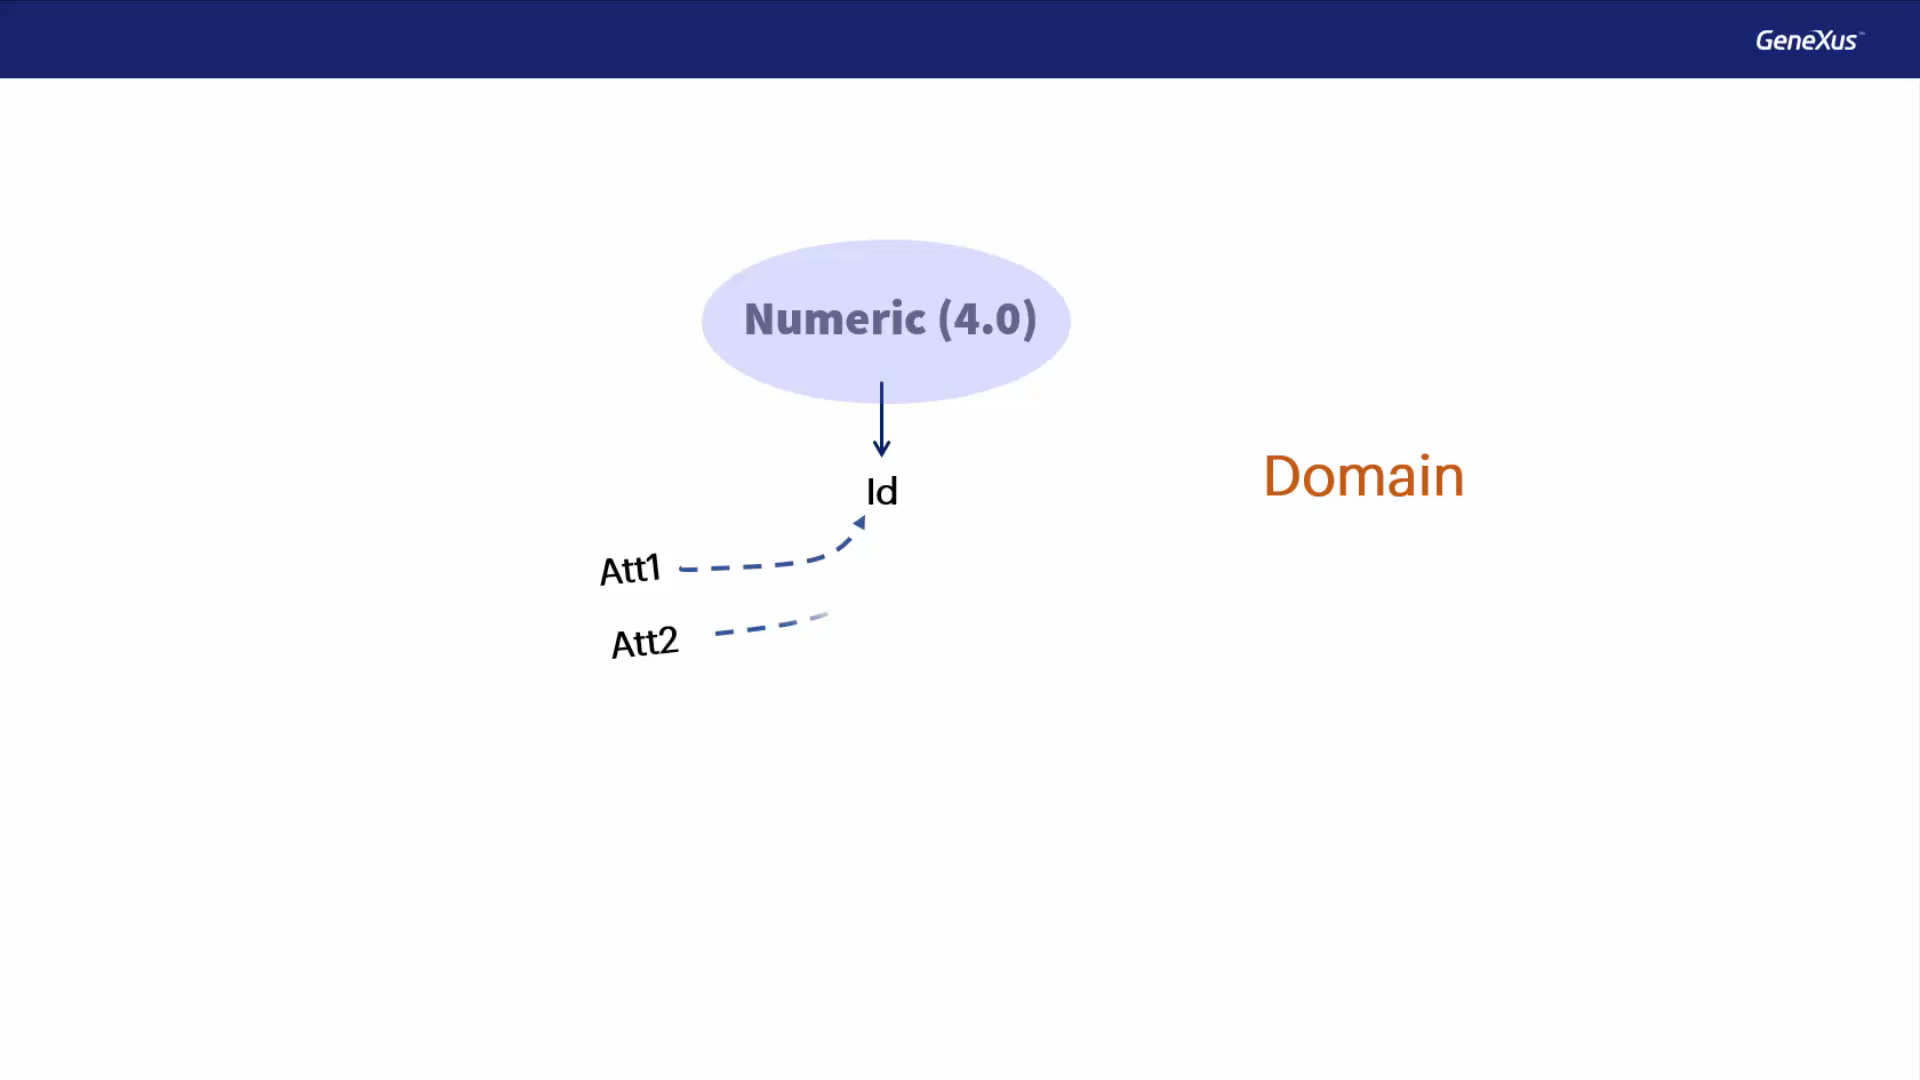 GeneXus
Numeric (4.0)
Id
Domain
Att1
Att2